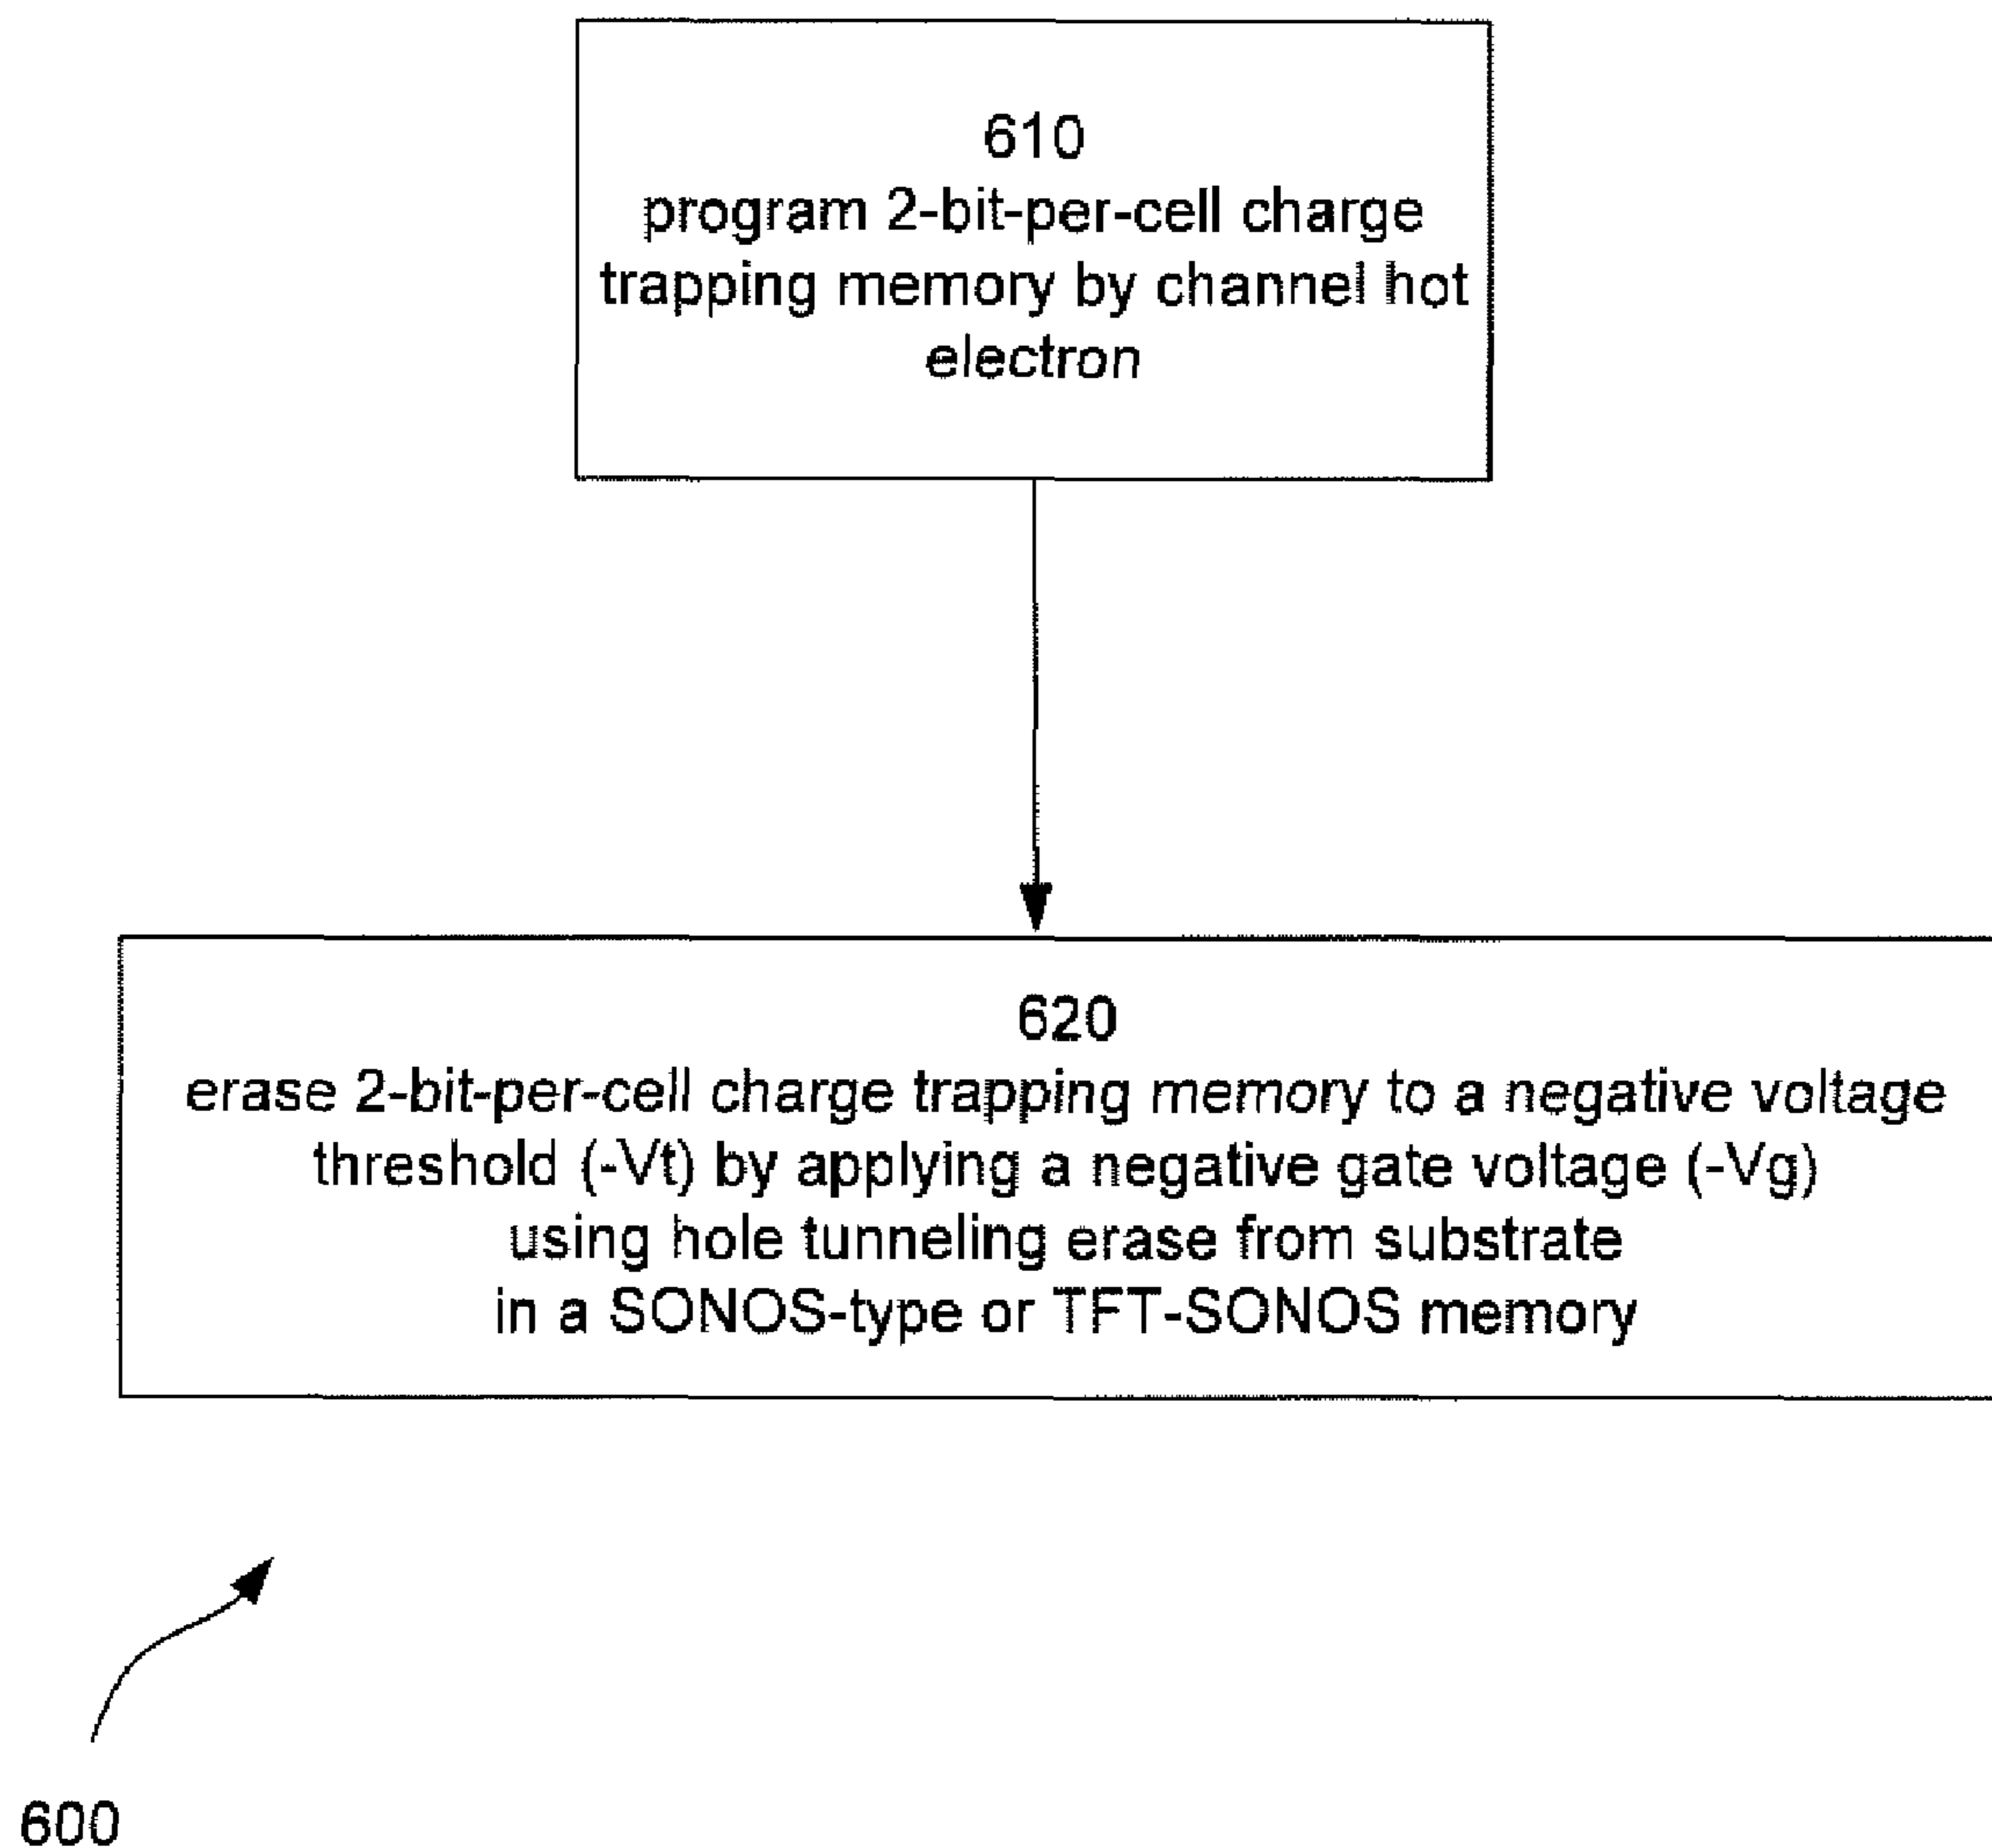 610
program 2-bit-per-cell charge
trapping memory by channel hot
electron
620
erase 2-bit-per-cell charge trapping memory to a negative voltage
threshold (-Vt) by applying a negative gate voltage (-Vg)
using hole tunneling erase from substrate
in a SONOS-type or TFT-SONOS memory
600